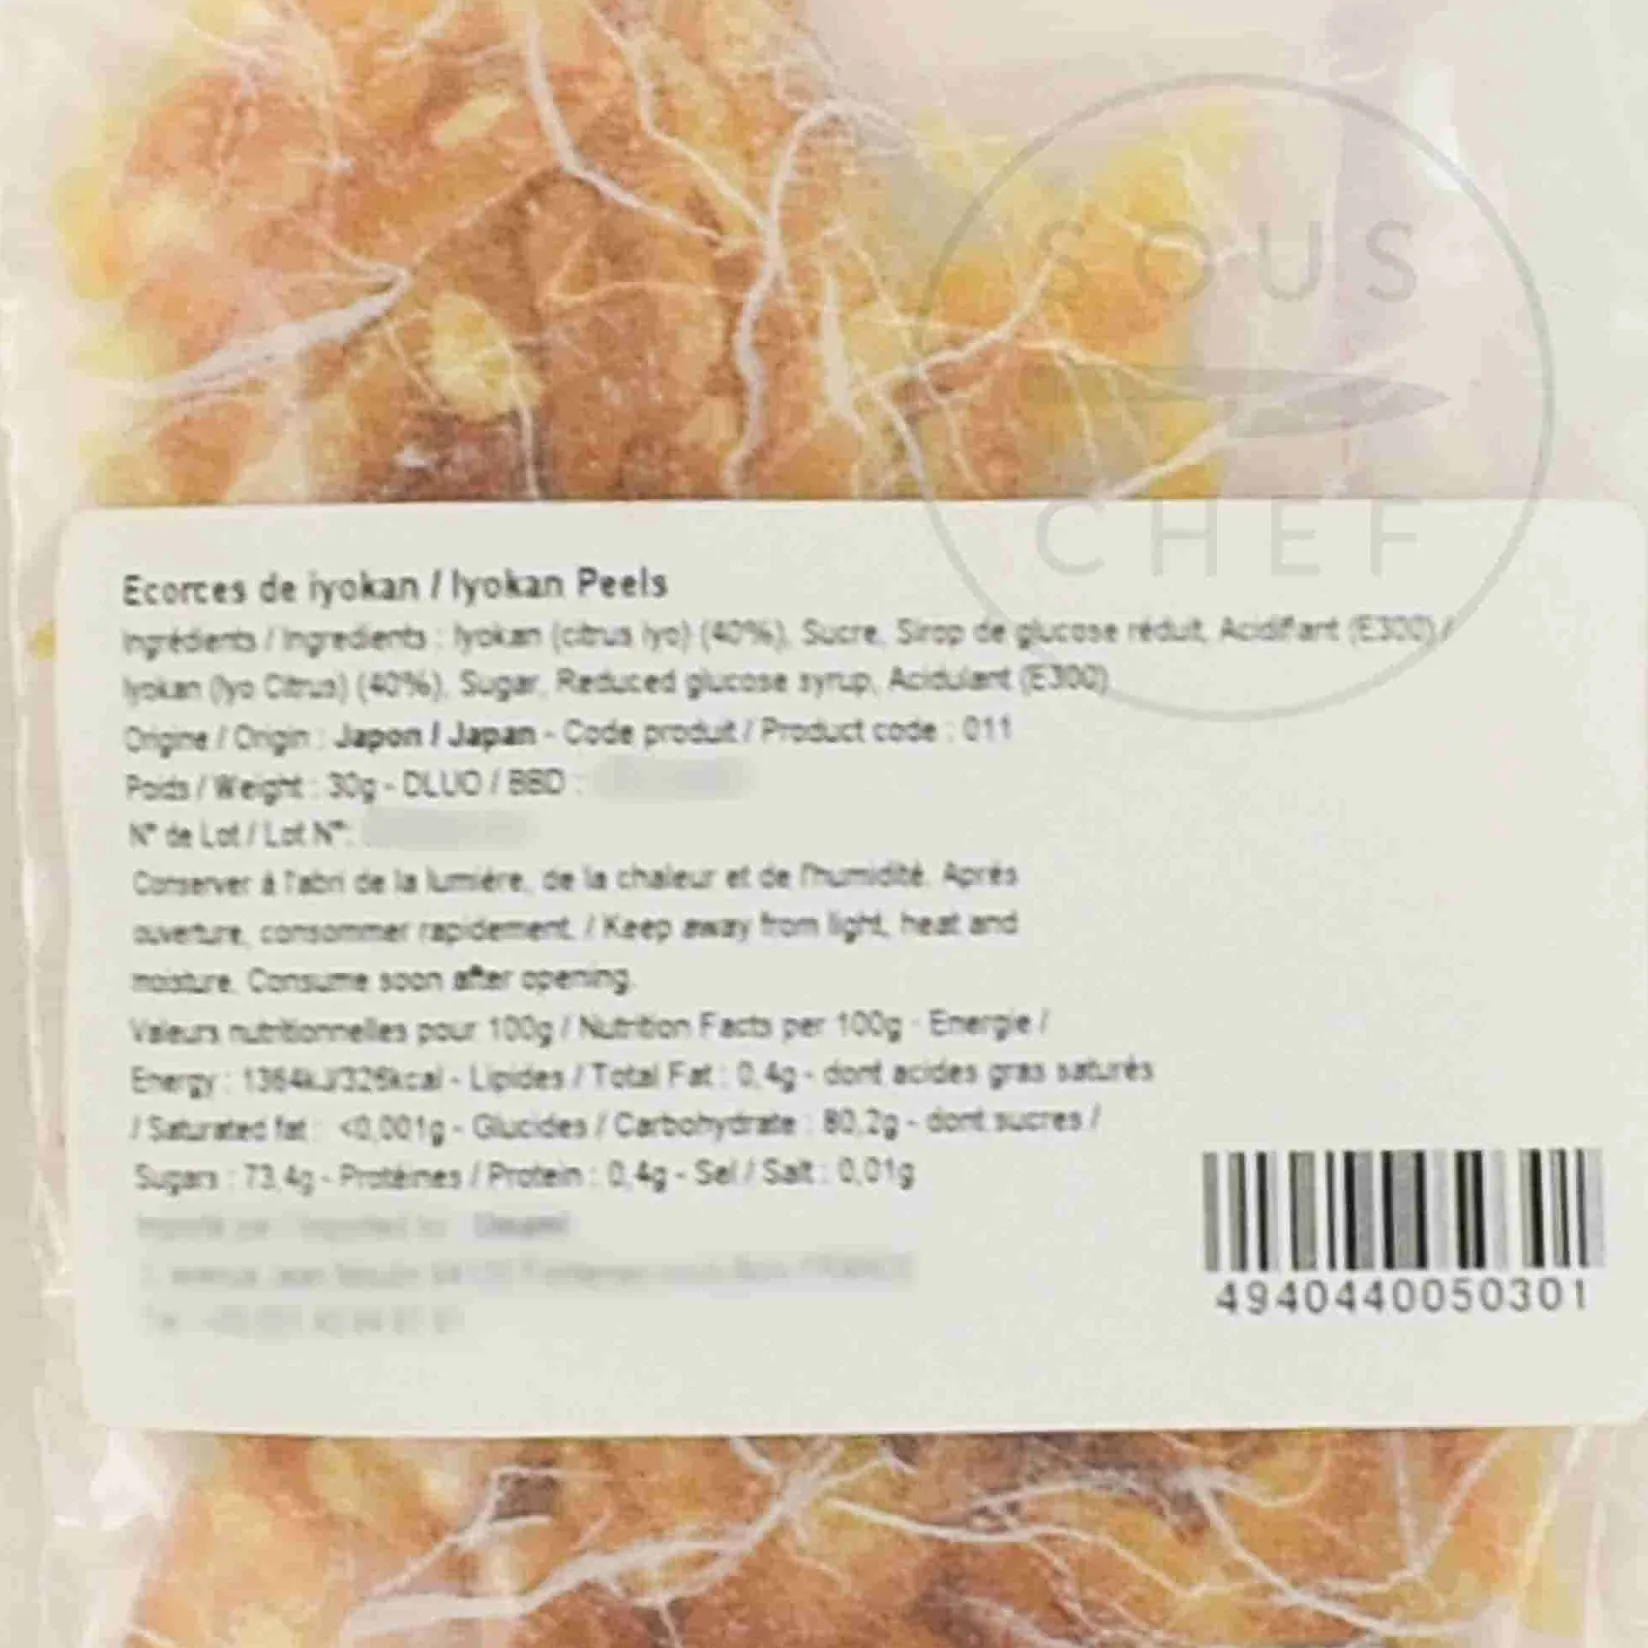 SOUS
CHEF
Ecorces de iyokan / Iyokan Peels
Ingrédients / Ingredients : Iyokan (citrus iyo) (40%), Sucre, Sirop de glucose réduit, Acidifiant (E300) /
Iyokan (Iyo Citrus) (40%), Sugar, Reduced glucose syrup, Acidulant (E300)
Origine / Origin : Japon / Japan - Code produit / Product code : 011
Poids / Weight : 30g - DLUO / BBD :
N° de Lot / Lot N°:
Conserver à l'abri de la lumière, de la chaleur et de l'humidité. Après
ouverture, consommer rapidement. / Keep away from light, heat and
moisture. Consume soon after opening.
Valeurs nutritionnelles pour 100g / Nutrition Facts per 100g - Energie /
Energy : 1364kJ/326kcal - Lipides / Total Fat : 0,4g - dont acides gras saturés
/ Saturated fat : <0,001g - Glucides / Carbohydrate : 80,2g - dont sucres /
Sugars : 73,4g - Protéines / Protein : 0,4g - Sel / Salt : 0,01g
4940440050301